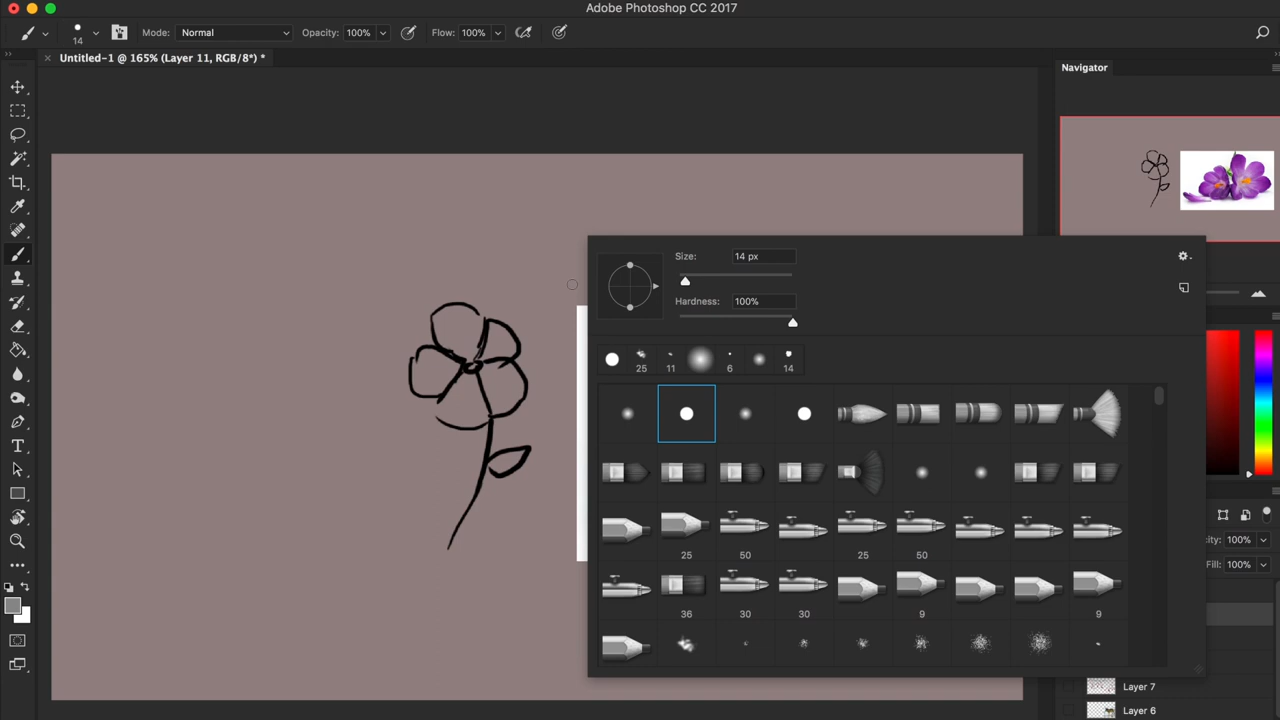 Adobe Photoshop CC 2017
14
Mode: Normal
Opacity: 100%
Flow: 100%
Untitled-1 @ 165% (Layer 11, RGB/8*) *
Navigator
Size: 14 px
Hardness: 100%
25 11 6 14
25 50 25 50
36 30 30 9 9
100%
Fill: 100%
Layer 7
Layer 6